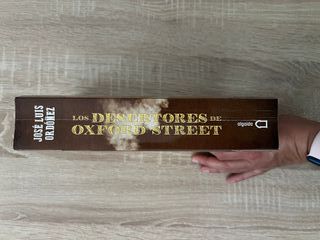 JOSÉ LUIS
ORDÓÑEZ
LOS DESERTORES DE
OXFORD STREET
algaida